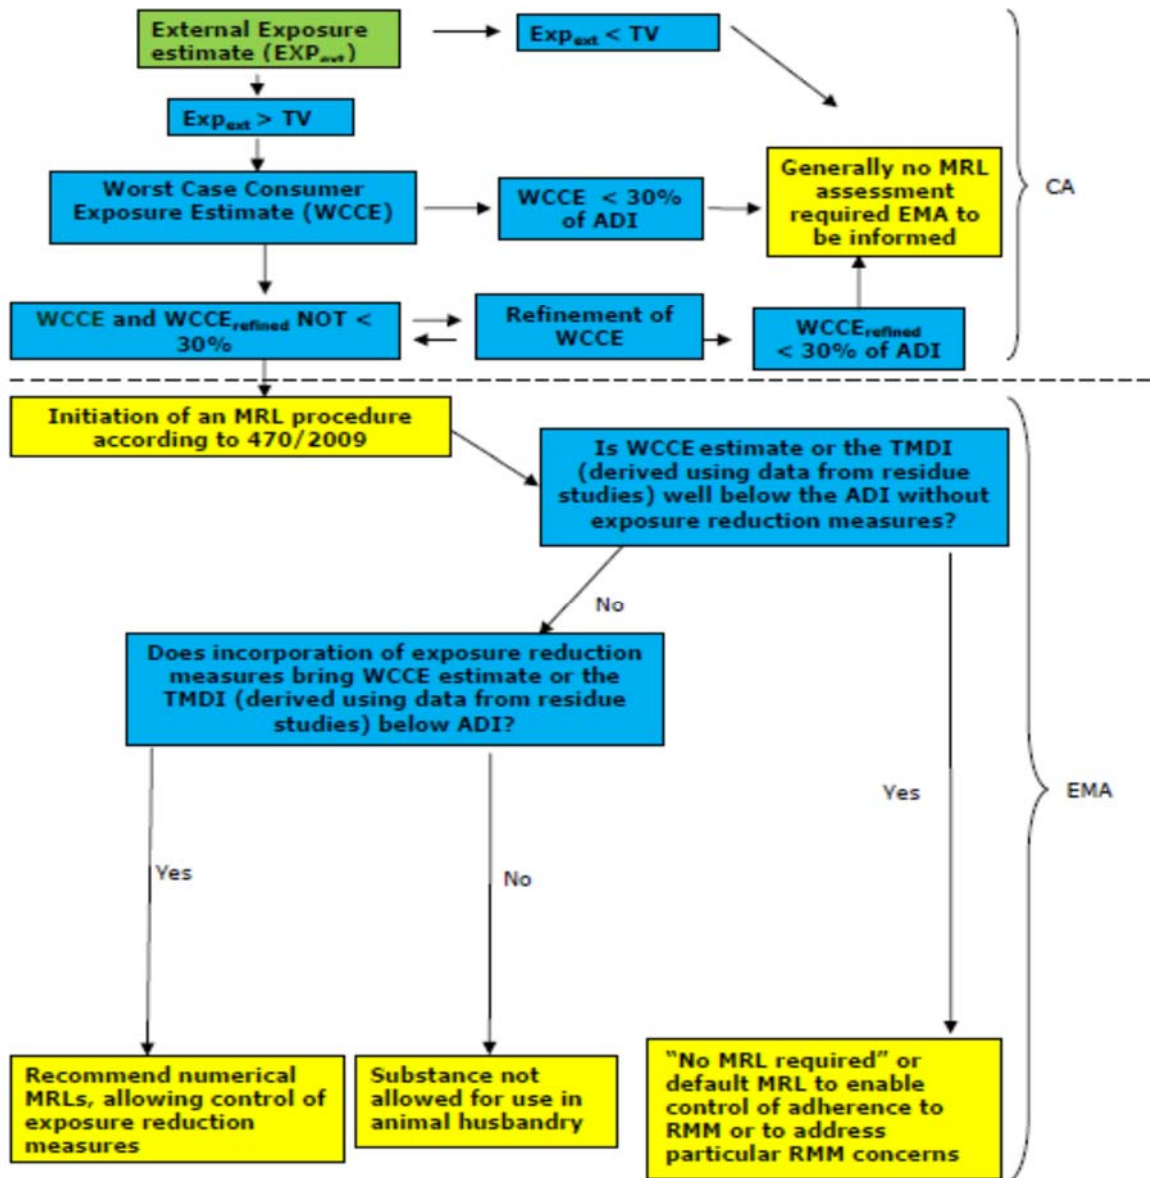 External Exposure
estimate (EXPext)
Expext < TV
Expext > TV
Worst Case Consumer
Exposure Estimate (WCCE)
WCCE < 30%
of ADI
Generally no MRL
assessment
required EMA to
be informed
CA
WCCE and WCCErefined NOT <
30%
Refinement of
WCCE
WCCErefined
< 30% of ADI
Initiation of an MRL procedure
according to 470/2009
Is WCCE estimate or the TMDI
(derived using data from residue
studies) well below the ADI without
exposure reduction measures?
No
Does incorporation of exposure reduction
measures bring WCCE estimate or the
TMDI (derived using data from residue
studies) below ADI?
Yes
EMA
Yes
No
Recommend numerical
MRLs, allowing control of
exposure reduction
measures
Substance not
allowed for use in
animal husbandry
“No MRL required” or
default MRL to enable
control of adherence to
RMM or to address
particular RMM concerns